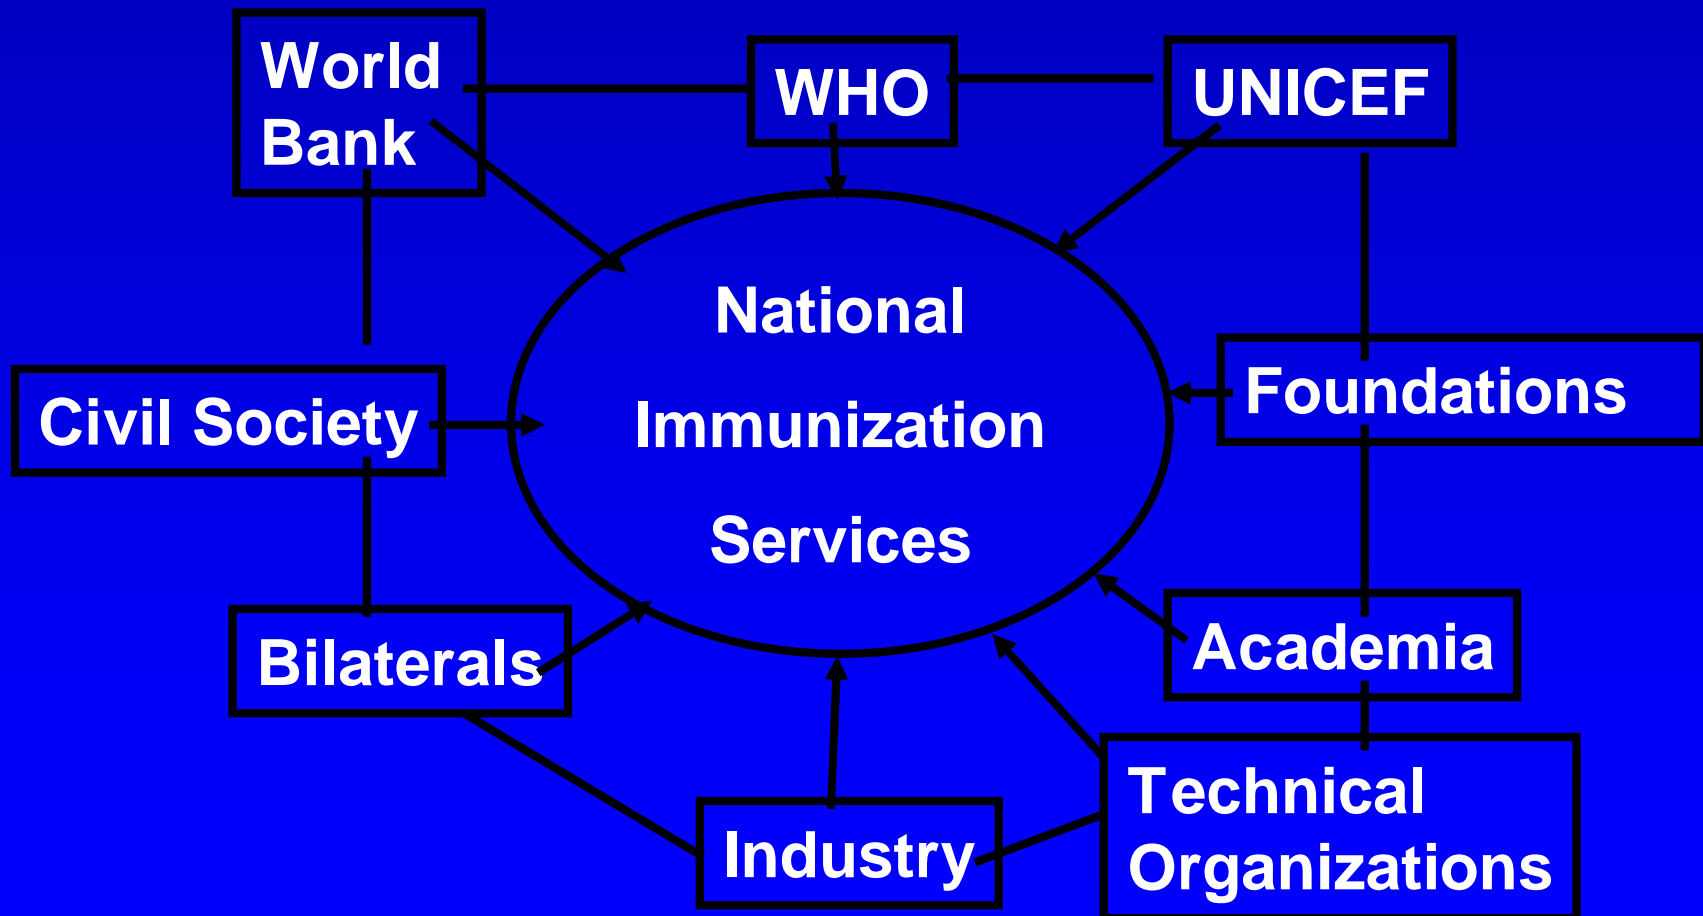 World
Bank
WHO
UNICEF
National
Immunization
Services
Civil Society
Foundations
Bilaterals
Academia
Industry
Technical
Organizations